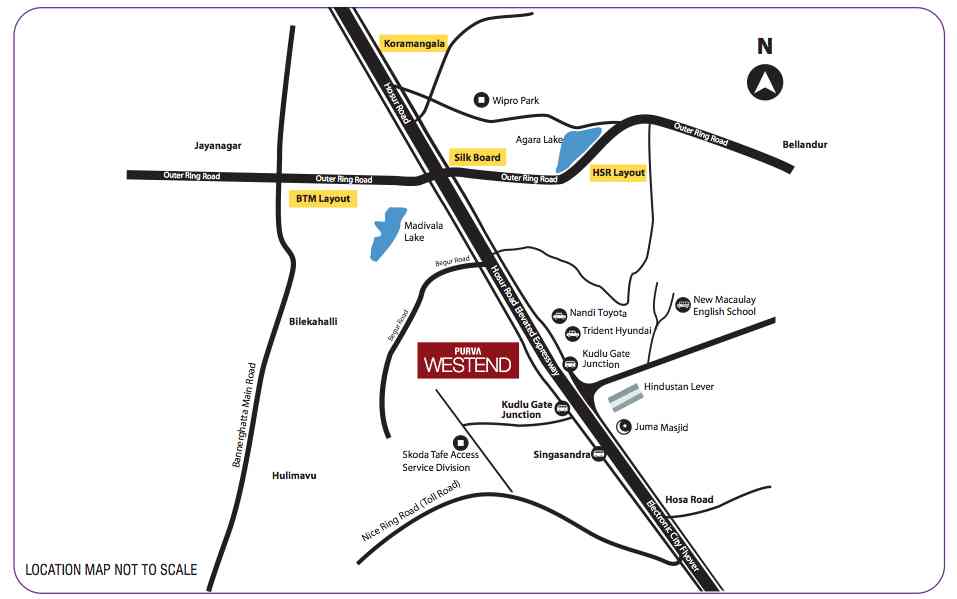 Koramangala
N
Hosur Road
Wipro Park
Outer Ring Road
Agara Lake
Bellandur
Jayanagar
Silk Board
HSR Layout
Outer Ring Road
Outer Ring Road
Outer Ring Road
BTM Layout
Madivala
Lake
Begur Road
Hosur Road Elevated Expressway
New Macaulay
English School
Nandi Toyota
Bilekahalli
Begur Road
Trident Hyundai
PURVA
WESTEND
Kudlu Gate
Junction
Hindustan Lever
Bannerghatta Main Road
Kudlu Gate
Junction
Juma Masjid
Skoda Tafe Access
Service Division
Singasandra
Hulimavu
Nice Ring Road (Toll Road)
Hosa Road
Electronic City Flyover
LOCATION MAP NOT TO SCALE